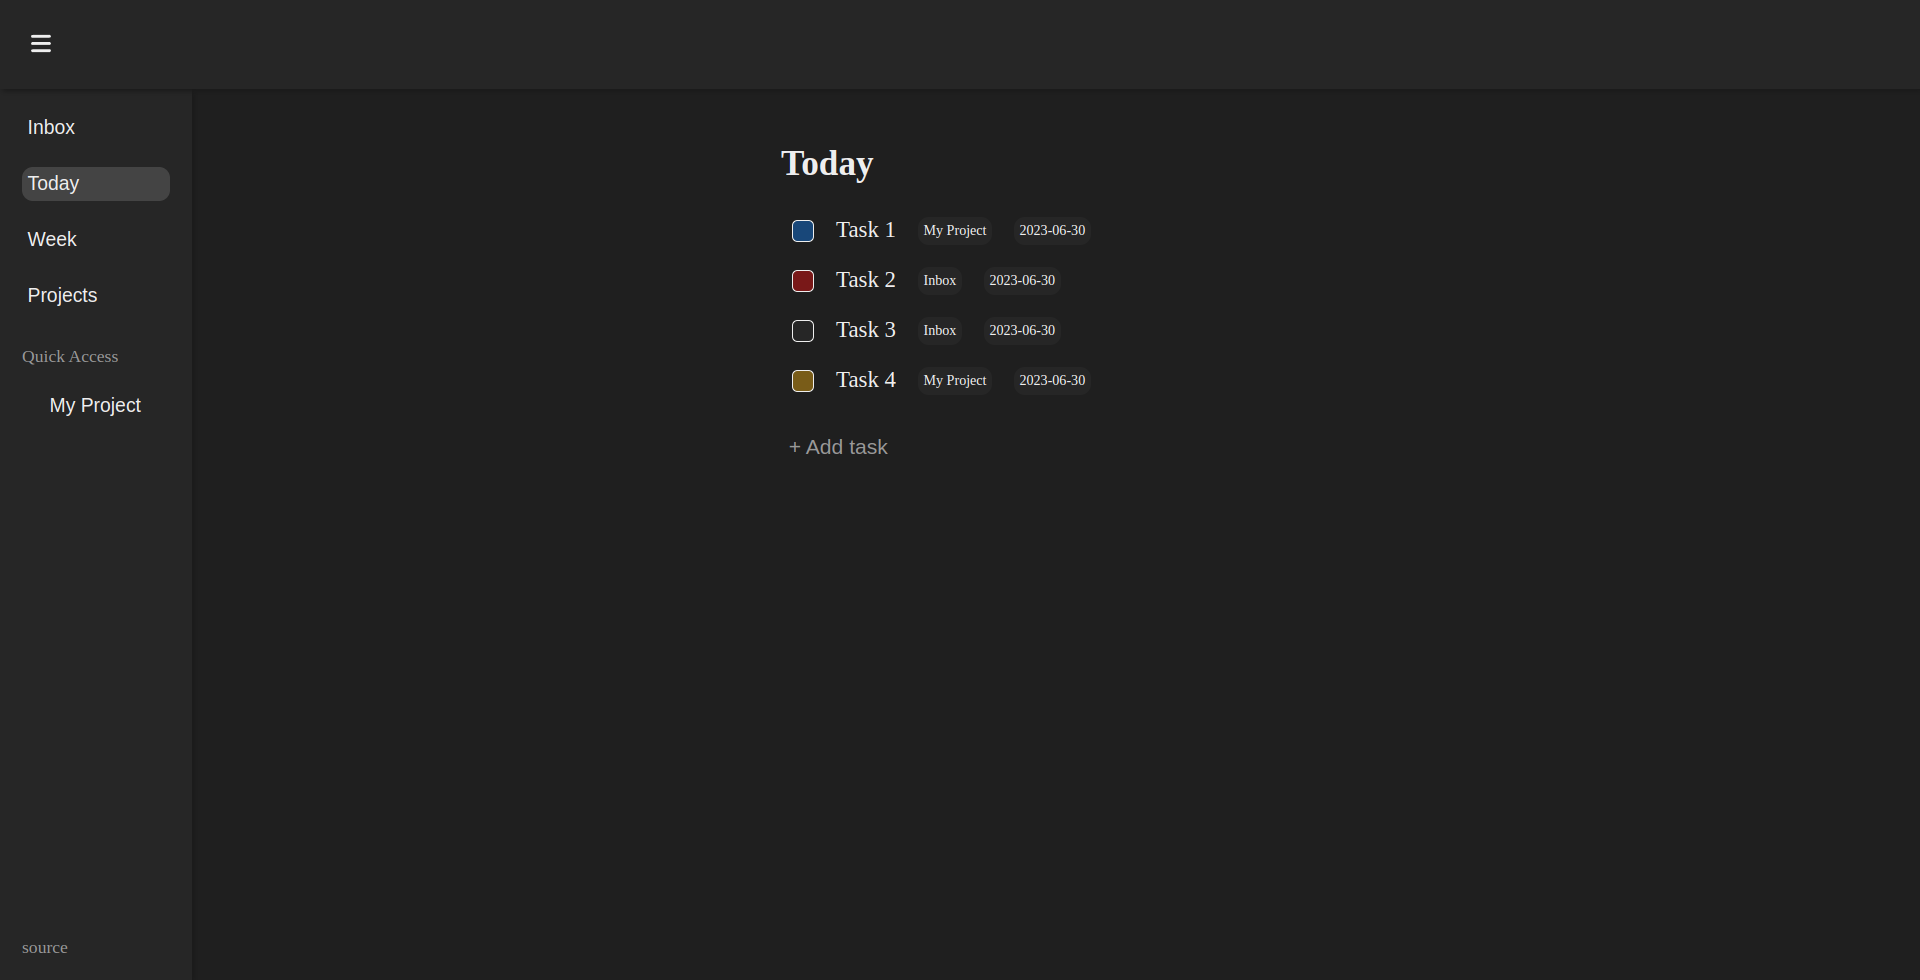 Inbox
Today
Week
Projects
Quick Access
My Project
source
Today
Task 1 My Project 2023-06-30
Task 2 Inbox 2023-06-30
Task 3 Inbox 2023-06-30
Task 4 My Project 2023-06-30
+ Add task